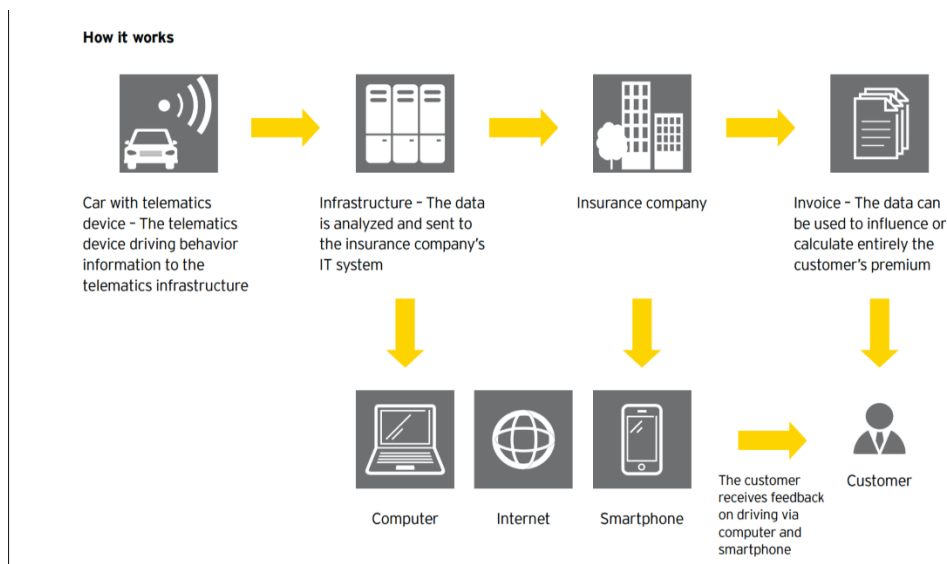 How it works
Car with telematics
device – The telematics
device driving behavior
information to the
telematics infrastructure
Infrastructure – The data
is analyzed and sent to
the insurance company's
IT system
Insurance company
Invoice – The data can
be used to influence or
calculate entirely the
customer's premium
Computer
Internet
Smartphone
The customer
receives feedback
on driving via
computer and
smartphone
Customer